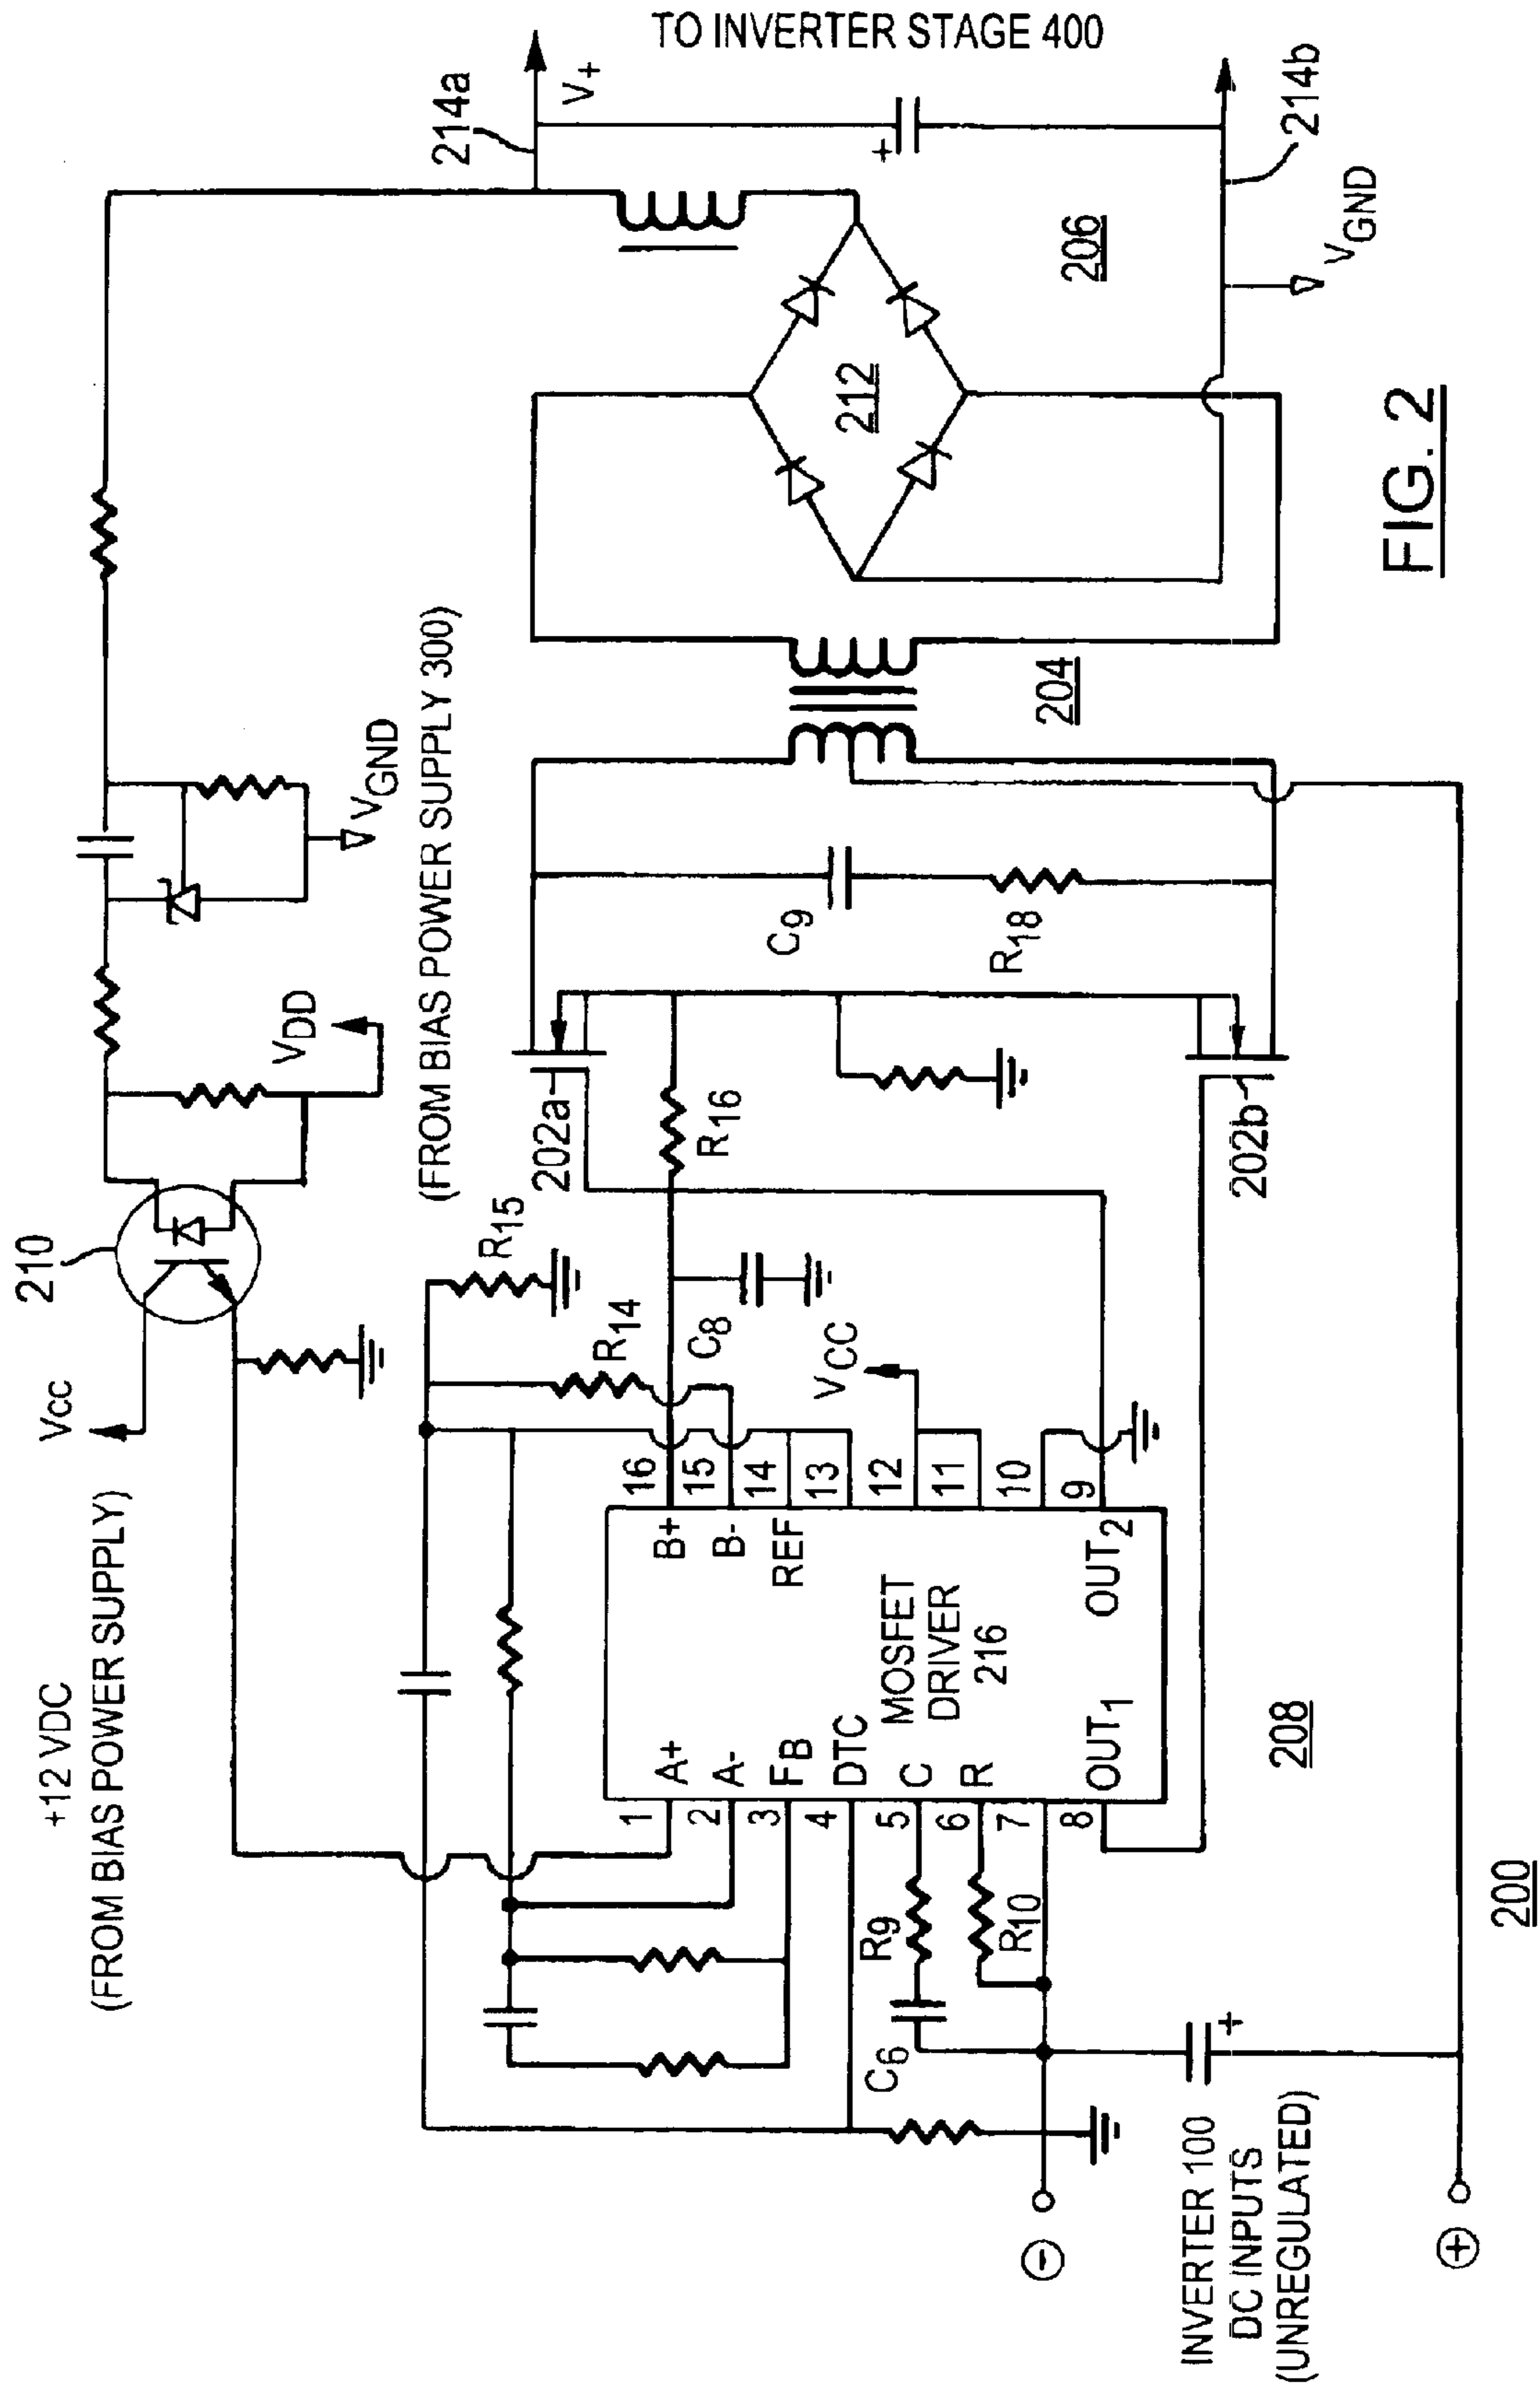 +12 VDC
(FROM BIAS POWER SUPPLY)
Vcc
210
VDD
(FROM BIAS POWER SUPPLY 300)
VGND
214a
V+
TO INVERTER STAGE 400
R15
R14
C8
VCC
R16
202a
202b
C9
R18
204
212
206
214b
VGND
1
2
3
4
5
6
7
8
A+
A-
FB
DTC
C
R
OUT1
MOSFET
DRIVER
216
B+
B-
REF
OUT2
16
15
14
13
12
11
10
9
R9
R10
C6
208
-
INVERTER 100
DC INPUTS
(UNREGULATED)
+
+
+
200
FIG. 2